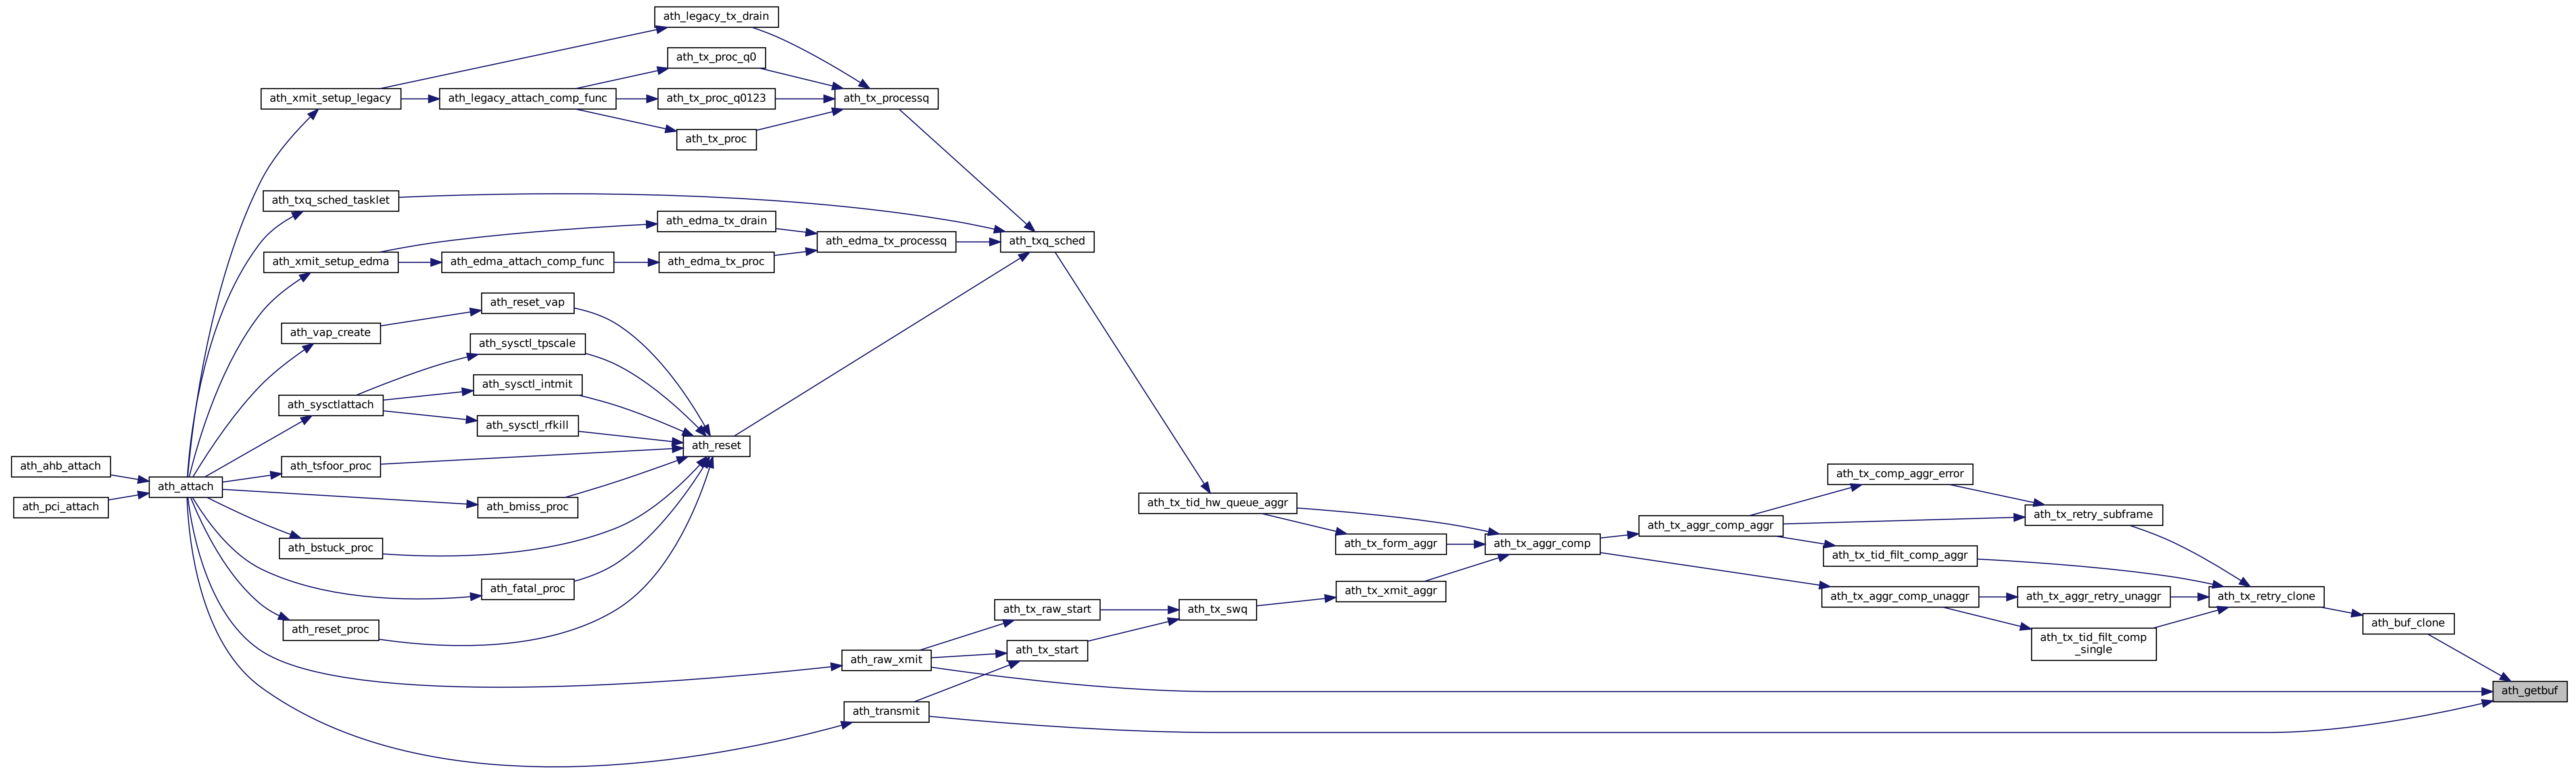 ath_legacy_tx_drain
ath_tx_proc_q0
ath_xmit_setup_legacy
ath_legacy_attach_comp_func
ath_tx_proc_q0123
ath_tx_processq
ath_tx_proc
ath_txq_sched_tasklet
ath_edma_tx_drain
ath_edma_tx_processq
ath_txq_sched
ath_xmit_setup_edma
ath_edma_attach_comp_func
ath_edma_tx_proc
ath_reset_vap
ath_vap_create
ath_sysctl_tpscale
ath_sysctl_intmit
ath_sysctlattach
ath_sysctl_rfkill
ath_reset
ath_ahb_attach
ath_tsfoor_proc
ath_tx_comp_aggr_error
ath_attach
ath_pci_attach
ath_bmiss_proc
ath_tx_tid_hw_queue_aggr
ath_tx_retry_subframe
ath_tx_aggr_comp_aggr
ath_bstuck_proc
ath_tx_form_aggr
ath_tx_aggr_comp
ath_tx_tid_filt_comp_aggr
ath_fatal_proc
ath_tx_xmit_aggr
ath_tx_aggr_comp_unaggr
ath_tx_aggr_retry_unaggr
ath_tx_retry_clone
ath_tx_raw_start
ath_tx_swq
ath_buf_clone
ath_reset_proc
ath_tx_tid_filt_comp
_single
ath_tx_start
ath_raw_xmit
ath_getbuf
ath_transmit